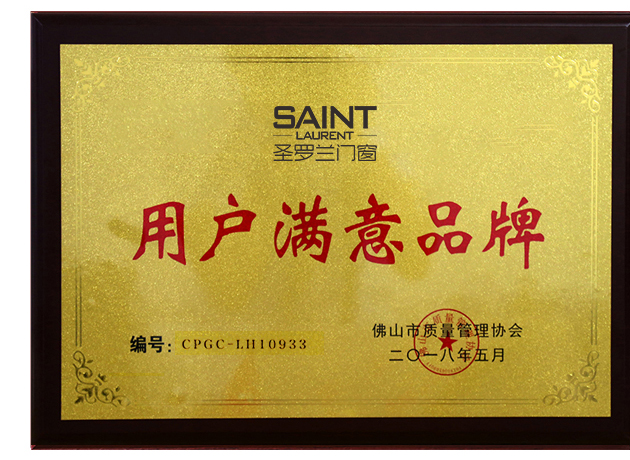 SAINT
LAURENT
圣罗兰门窗
用户满意品牌
编号: CPGC-LH10933
佛山市质量管理协会
二〇一八年五月